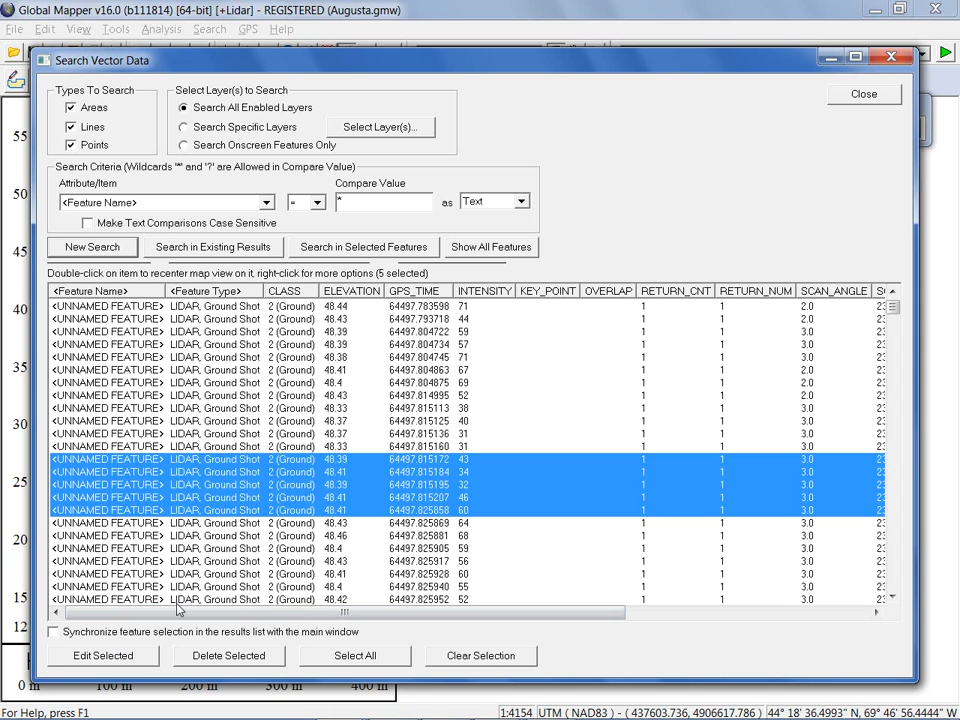 Global Mapper v16.0 (b111814) [64-bit] [+Lidar] - REGISTERED (Augusta.gmw)
File Edit View Tools Analysis Search GPS Help
Search Vector Data
Types To Search
Areas
Lines
Points
Select Layer(s) to Search
Search All Enabled Layers
Search Specific Layers
Select Layer(s)...
Search Onscreen Features Only
Close
Search Criteria (Wildcards '*' and '?' are Allowed in Compare Value)
Attribute/Item Compare Value
<Feature Name> = * as Text
Make Text Comparisons Case Sensitive
New Search Search in Existing Results Search in Selected Features Show All Features
Double-click on item to recenter map view on it, right-click for more options (5 selected)
<Feature Name> <Feature Type> CLASS ELEVATION GPS_TIME INTENSITY KEY_POINT OVERLAP RETURN_CNT RETURN_NUM SCAN_ANGLE
<UNNAMED FEATURE> LIDAR, Ground Shot 2 (Ground) 48.44 64497.783598 71 1 1 2.0
<UNNAMED FEATURE> LIDAR, Ground Shot 2 (Ground) 48.43 64497.793718 44 1 1 2.0
<UNNAMED FEATURE> LIDAR, Ground Shot 2 (Ground) 48.39 64497.804722 59 1 1 3.0
<UNNAMED FEATURE> LIDAR, Ground Shot 2 (Ground) 48.39 64497.804734 57 1 1 3.0
<UNNAMED FEATURE> LIDAR, Ground Shot 2 (Ground) 48.38 64497.804745 71 1 1 3.0
<UNNAMED FEATURE> LIDAR, Ground Shot 2 (Ground) 48.41 64497.804863 67 1 1 2.0
<UNNAMED FEATURE> LIDAR, Ground Shot 2 (Ground) 48.4 64497.804875 69 1 1 2.0
<UNNAMED FEATURE> LIDAR, Ground Shot 2 (Ground) 48.43 64497.814995 52 1 1 2.0
<UNNAMED FEATURE> LIDAR, Ground Shot 2 (Ground) 48.33 64497.815113 38 1 1 3.0
<UNNAMED FEATURE> LIDAR, Ground Shot 2 (Ground) 48.37 64497.815125 40 1 1 3.0
<UNNAMED FEATURE> LIDAR, Ground Shot 2 (Ground) 48.37 64497.815136 31 1 1 3.0
<UNNAMED FEATURE> LIDAR, Ground Shot 2 (Ground) 48.33 64497.815160 31 1 1 3.0
<UNNAMED FEATURE> LIDAR, Ground Shot 2 (Ground) 48.39 64497.815172 43 1 1 3.0
<UNNAMED FEATURE> LIDAR, Ground Shot 2 (Ground) 48.41 64497.815184 34 1 1 3.0
<UNNAMED FEATURE> LIDAR, Ground Shot 2 (Ground) 48.39 64497.815195 32 1 1 3.0
<UNNAMED FEATURE> LIDAR, Ground Shot 2 (Ground) 48.41 64497.815207 46 1 1 3.0
<UNNAMED FEATURE> LIDAR, Ground Shot 2 (Ground) 48.41 64497.825858 60 1 1 3.0
<UNNAMED FEATURE> LIDAR, Ground Shot 2 (Ground) 48.43 64497.825869 64 1 1 3.0
<UNNAMED FEATURE> LIDAR, Ground Shot 2 (Ground) 48.46 64497.825881 68 1 1 3.0
<UNNAMED FEATURE> LIDAR, Ground Shot 2 (Ground) 48.4 64497.825905 59 1 1 3.0
<UNNAMED FEATURE> LIDAR, Ground Shot 2 (Ground) 48.43 64497.825917 56 1 1 3.0
<UNNAMED FEATURE> LIDAR, Ground Shot 2 (Ground) 48.41 64497.825928 60 1 1 3.0
<UNNAMED FEATURE> LIDAR, Ground Shot 2 (Ground) 48.4 64497.825940 55 1 1 3.0
<UNNAMED FEATURE> LIDAR, Ground Shot 2 (Ground) 48.42 64497.825952 52 1 1 3.0
Synchronize feature selection in the results list with the main window
Edit Selected Delete Selected Select All Clear Selection
0 m 100 m 200 m 300 m 400 m
For Help, press F1
1:4154 UTM ( NAD83 ) - ( 437603.736, 4906617.786 ) 44° 18' 36.4993" N, 69° 46' 56.4444" W